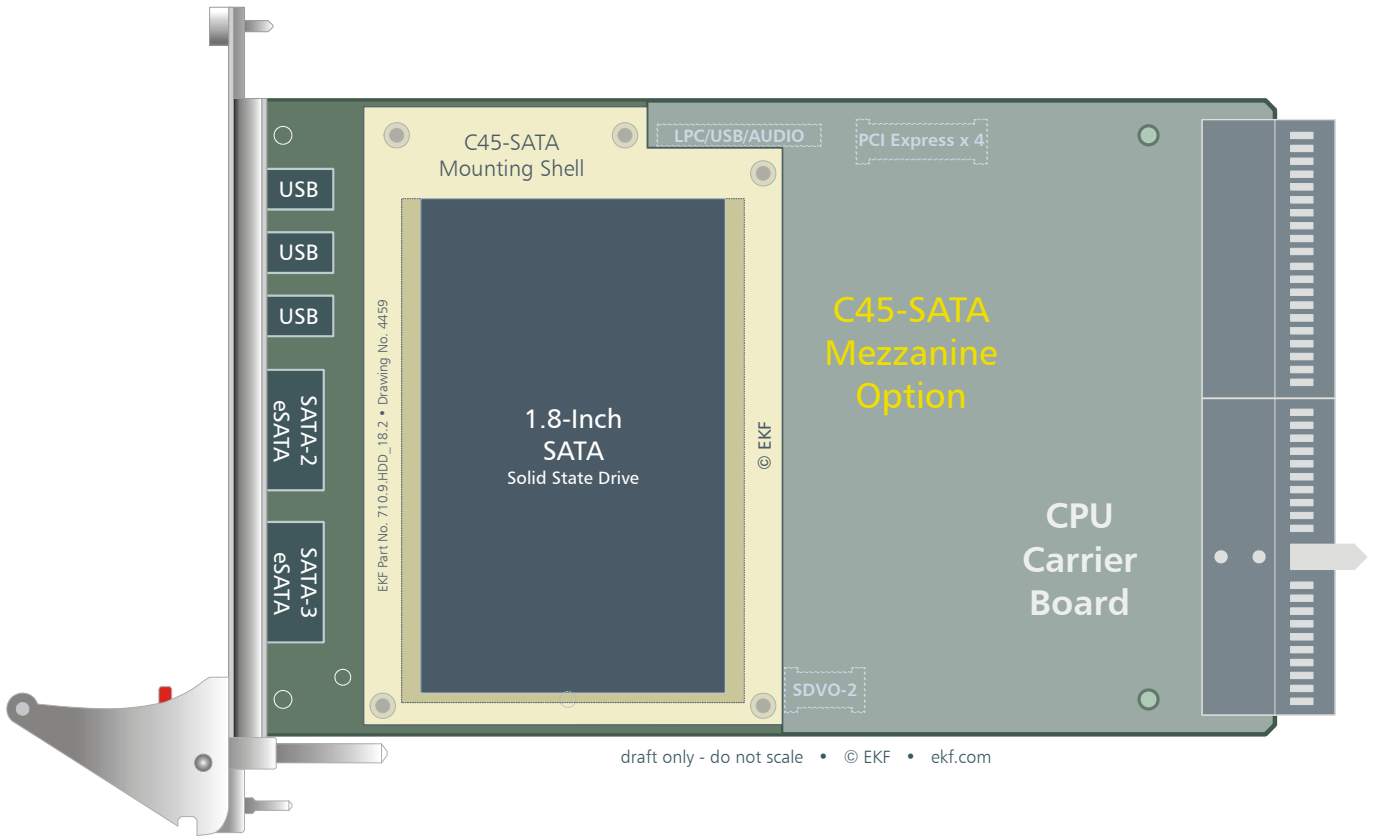 C45-SATA
Mounting Shell
LPC/USB/AUDIO
PCI Express x 4
USB
USB
USB
SATA-2
eSATA
SATA-3
eSATA
EKF Part No. 710.9.HDD_18.2 • Drawing No. 4459
1.8-Inch
SATA
Solid State Drive
© EKF
C45-SATA
Mezzanine
Option
CPU
Carrier
Board
SDVO-2
draft only - do not scale • © EKF • ekf.com